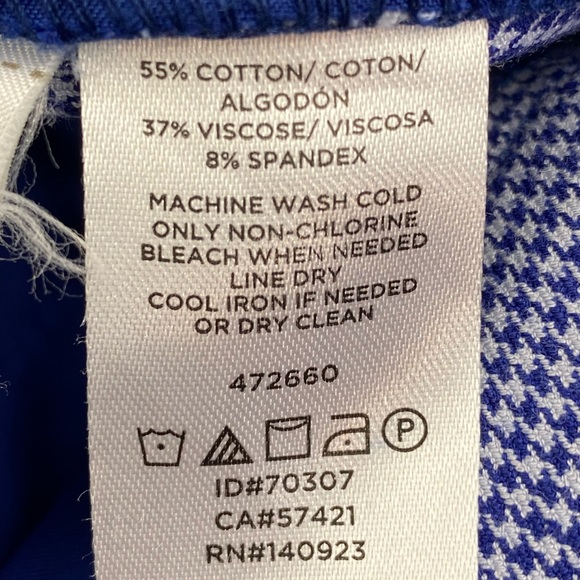 55% COTTON/ COTON/
ALGODÓN
37% VISCOSE/ VISCOSA
8% SPANDEX
MACHINE WASH COLD
ONLY NON-CHLORINE
BLEACH WHEN NEEDED
LINE DRY
COOL IRON IF NEEDED
OR DRY CLEAN
472660
P
ID#70307
CA#57421
RN#140923